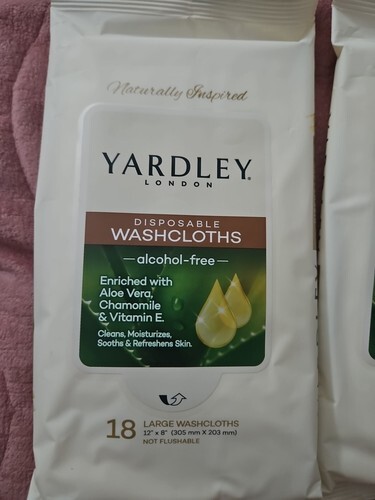 Naturally Inspired
YARDLEY
LONDON
DISPOSABLE
WASHCLOTHS
alcohol-free
Enriched with
Aloe Vera,
Chamomile
& Vitamin E.
Cleans, Moisturizes,
Soothes & Refreshens Skin.
18 LARGE WASHCLOTHS
12" x 8" (305 mm X 203 mm)
NOT FLUSHABLE